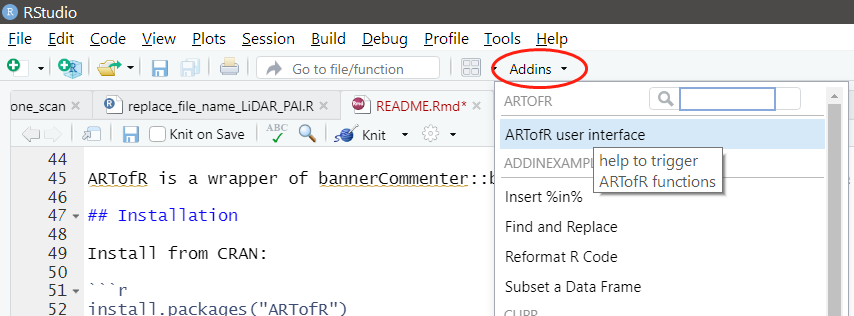 RStudio
File Edit Code View Plots Session Build Debug Profile Tools Help
Go to file/function Addins
one_scan replace_file_name_LiDAR_PAI.R README.Rmd*
ARTOFR
Knit on Save ABC Knit
ARTofR user interface
44
ADDINEXAMPL
help to trigger
ARTofR functions
45 ARTofR is a wrapper of bannerCommenter::b
46
Insert %in%
47 ## Installation
Find and Replace
48
49 Install from CRAN:
Reformat R Code
50
51 ```r
Subset a Data Frame
52 install.packages("ARTofR")